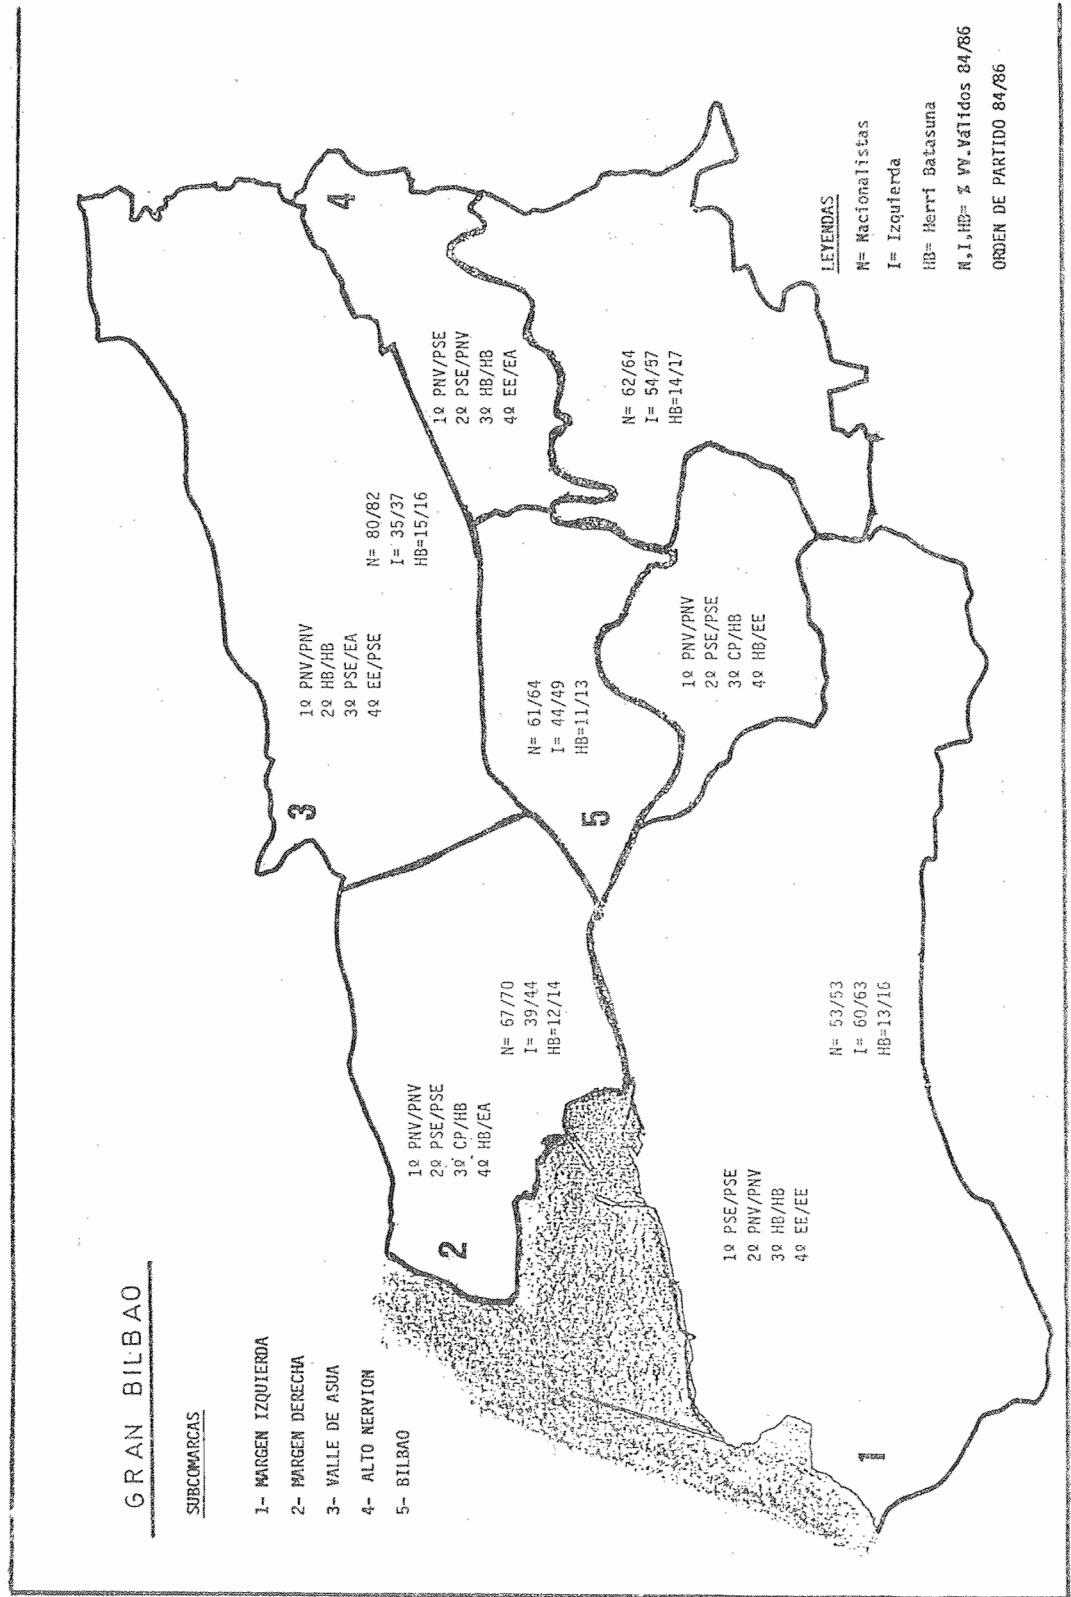 GRAN BILBAO
SUBCOMARCAS
1- MARGEN IZQUIERDA
2- MARGEN DERECHA
3- VALLE DE ASUA
4- ALTO NERVION
5- BILBAO
3
1º PNV/PNV
2º HB/HB
3º PSE/EA
4º EE/PSE
N= 80/82
I= 35/37
HB=15/16
4
1º PNV/PSE
2º PSE/PNV
3º HB/HB
4º EE/EA
N= 62/64
I= 54/57
HB=14/17
2
1º PNV/PNV
2º PSE/PSE
3º CP/HB
4º HB/EA
N= 67/70
I= 39/44
HB=12/14
5
N= 61/64
I= 44/49
HB=11/13
1º PNV/PNV
2º PSE/PSE
3º CP/HB
4º HB/EE
1
1º PSE/PSE
2º PNV/PNV
3º HB/HB
4º EE/EE
N= 53/53
I= 60/63
HB=13/16
LEYENDAS
N= Nacionalistas
I= Izquierda
HB= Herri Batasuna
N,I,HB= % VV.Válidos 84/86
ORDEN DE PARTIDO 84/86